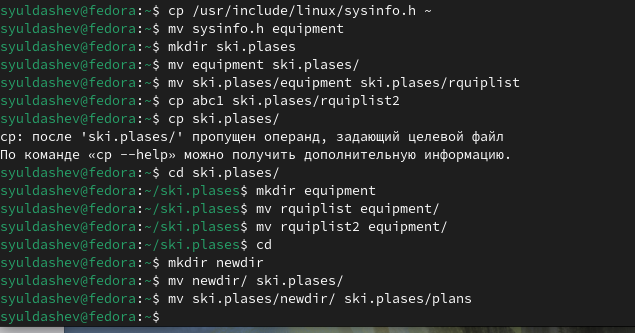 syuldashev@fedora:~$ cp /usr/include/linux/sysinfo.h ~
syuldashev@fedora:~$ mv sysinfo.h equipment
syuldashev@fedora:~$ mkdir ski.plases
syuldashev@fedora:~$ mv equipment ski.plases/
syuldashev@fedora:~$ mv ski.plases/equipment ski.plases/rquiplist
syuldashev@fedora:~$ cp abc1 ski.plases/rquiplist2
syuldashev@fedora:~$ cp ski.plases/
cp: после 'ski.plases/' пропущен операнд, задающий целевой файл
По команде «cp --help» можно получить дополнительную информацию.
syuldashev@fedora:~$ cd ski.plases/
syuldashev@fedora:~/ski.plases$ mkdir equipment
syuldashev@fedora:~/ski.plases$ mv rquiplist equipment/
syuldashev@fedora:~/ski.plases$ mv rquiplist2 equipment/
syuldashev@fedora:~/ski.plases$ cd
syuldashev@fedora:~$ mkdir newdir
syuldashev@fedora:~$ mv newdir/ ski.plases/
syuldashev@fedora:~$ mv ski.plases/newdir/ ski.plases/plans
syuldashev@fedora:~$